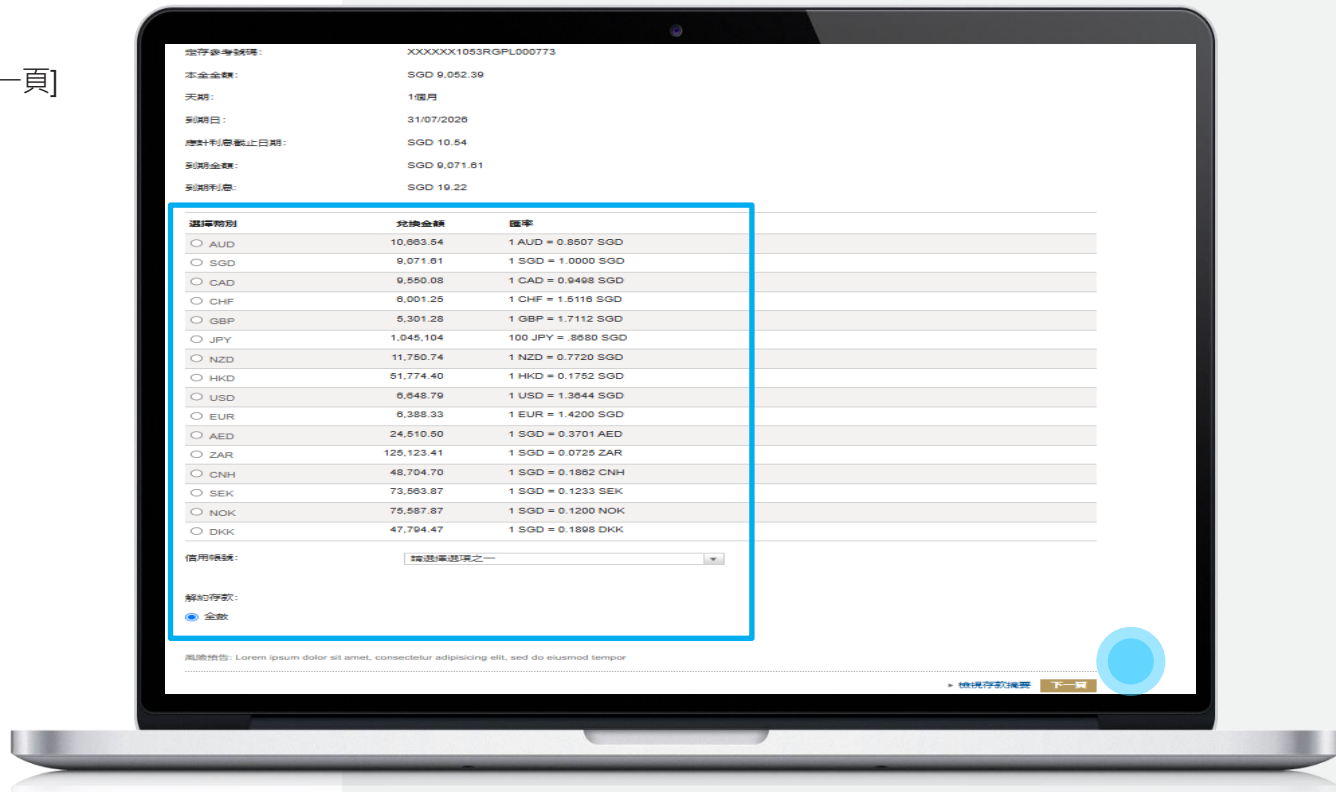 一頁]
定存參考號碼: XXXXXX1053RGPL000773
本金金額: SGD 9,052.39
天期: 1個月
到期日: 31/07/2026
應計利息截止日期: SGD 10.54
到期金額: SGD 9,071.61
到期利息: SGD 19.22
選擇幣別 兌換金額 匯率
AUD 10,663.54 1 AUD = 0.8507 SGD
SGD 9,071.61 1 SGD = 1.0000 SGD
CAD 9,550.08 1 CAD = 0.9498 SGD
CHF 6,001.25 1 CHF = 1.5116 SGD
GBP 5,301.28 1 GBP = 1.7112 SGD
JPY 1,045,104 100 JPY = .8680 SGD
NZD 11,750.74 1 NZD = 0.7720 SGD
HKD 51,774.40 1 HKD = 0.1752 SGD
USD 6,648.79 1 USD = 1.3644 SGD
EUR 6,388.33 1 EUR = 1.4200 SGD
AED 24,510.50 1 SGD = 0.3701 AED
ZAR 125,123.41 1 SGD = 0.0725 ZAR
CNH 48,704.70 1 SGD = 0.1862 CNH
SEK 73,563.87 1 SGD = 0.1233 SEK
NOK 75,587.87 1 SGD = 0.1200 NOK
DKK 47,794.47 1 SGD = 0.1898 DKK
信用帳號: 請選擇選項之一
解約存款:
全數
風險預告: Lorem ipsum dolor sit amet, consectetur adipisicing elit, sed do eiusmod tempor
檢視存款摘要 下一頁